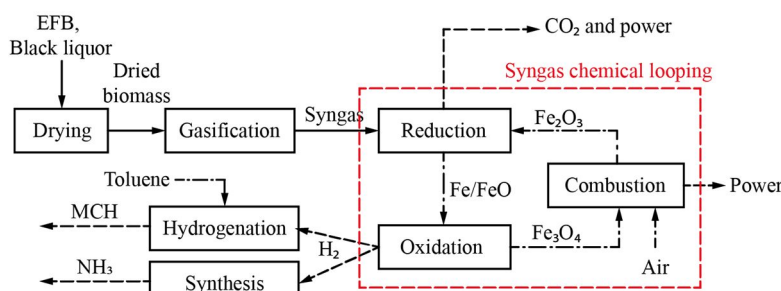 EFB,
Black liquor
CO₂ and power
Dried
biomass
Syngas chemical looping
Syngas
Fe₂O₃
Drying
Gasification
Reduction
Toluene
Fe/FeO
Combustion
Power
MCH
Hydrogenation
H₂
Oxidation
Fe₃O₄
NH₃
Synthesis
Air